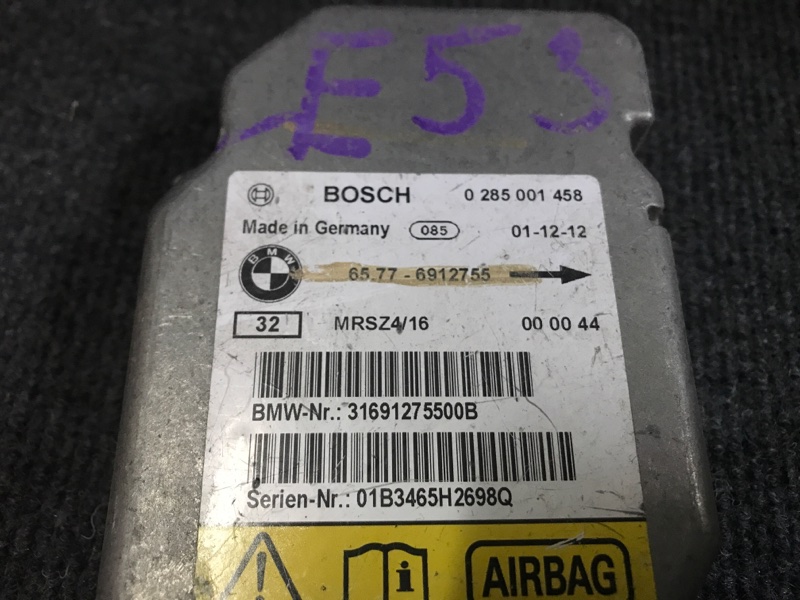 E53
BOSCH 0 285 001 458
Made in Germany 085 01-12-12
BMW 65.77 - 6912755
32 MRSZ4/16 00 00 44
BMW-Nr.: 31691275500B
Serien-Nr.: 01B3465H2698Q
i AIRBAG